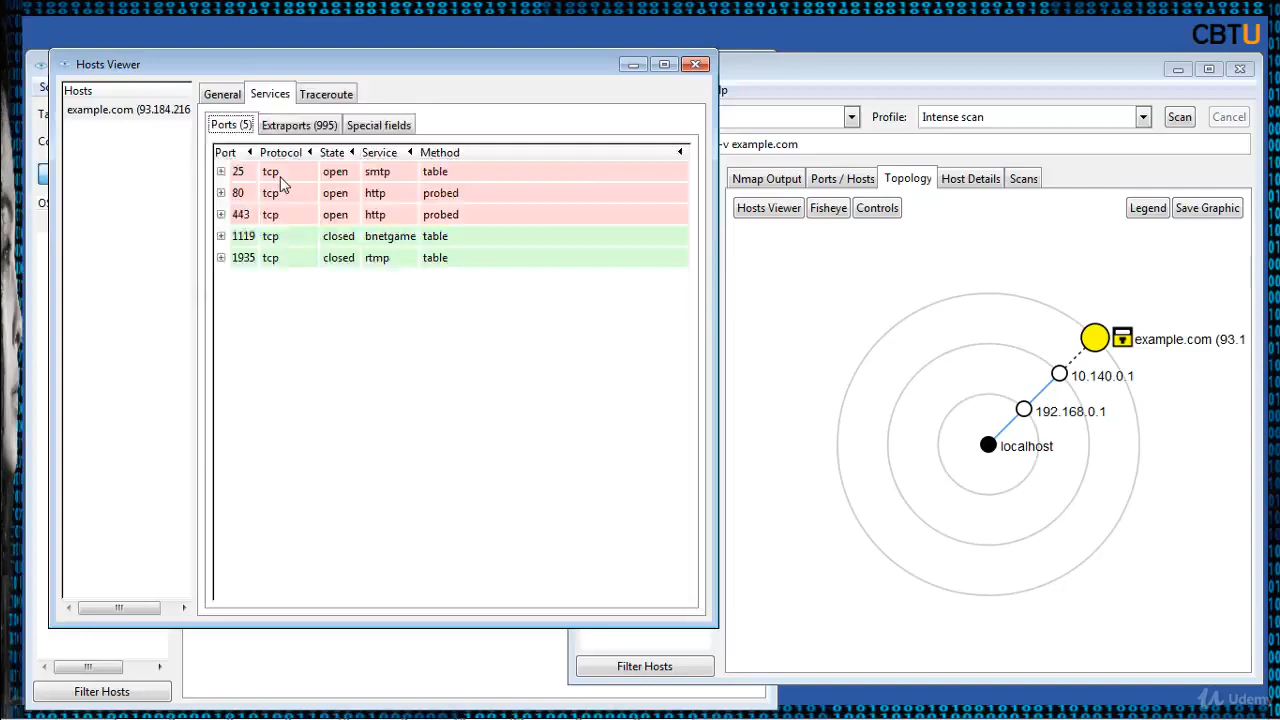 CBTU
Hosts Viewer
Hosts
example.com (93.184.216
General
Services
Traceroute
Ports (5)
Extraports (995)
Special fields
Port Protocol State Service Method
25 tcp open smtp table
80 tcp open http probed
443 tcp open http probed
1119 tcp closed bnetgame table
1935 tcp closed rtmp table
Filter Hosts
lp
Profile: Intense scan Scan Cancel
-v example.com
Nmap Output Ports / Hosts Topology Host Details Scans
Hosts Viewer Fisheye Controls Legend Save Graphic
example.com (93.1
10.140.0.1
192.168.0.1
localhost
Filter Hosts
Udemy